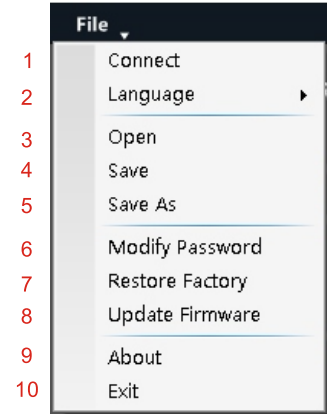 File
1 Connect
2 Language
3 Open
4 Save
5 Save As
6 Modify Password
7 Restore Factory
8 Update Firmware
9 About
10 Exit